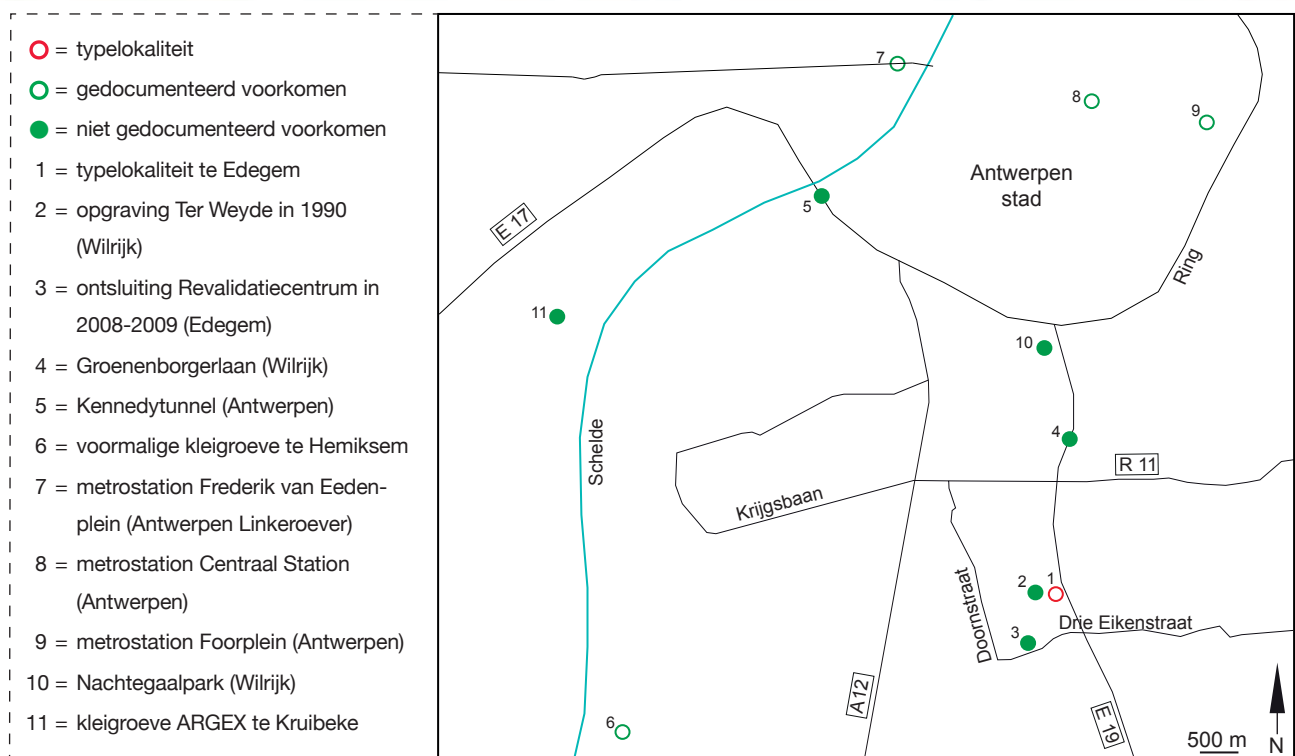 = typelokaliteit
= gedocumenteerd voorkomen
= niet gedocumenteerd voorkomen
1 = typelokaliteit te Edegem
2 = opgraving Ter Weyde in 1990
(Wilrijk)
3 = ontsluiting Revalidatiecentrum in
2008-2009 (Edegem)
4 = Groenenborgerlaan (Wilrijk)
5 = Kennedytunnel (Antwerpen)
6 = voormalige kleigroeve te Hemiksem
7 = metrostation Frederik van Eeden-
plein (Antwerpen Linkeroever)
8 = metrostation Centraal Station
(Antwerpen)
9 = metrostation Foorplein (Antwerpen)
10 = Nachtegaalpark (Wilrijk)
11 = kleigroeve ARGEX te Kruibeke
7
8
9
Antwerpen
stad
5
E 17
Ring
11
10
4
Schelde
R 11
Krijgsbaan
2
1
Doornstraat
Drie Eikenstraat
3
A12
E 19
6
500 m
N